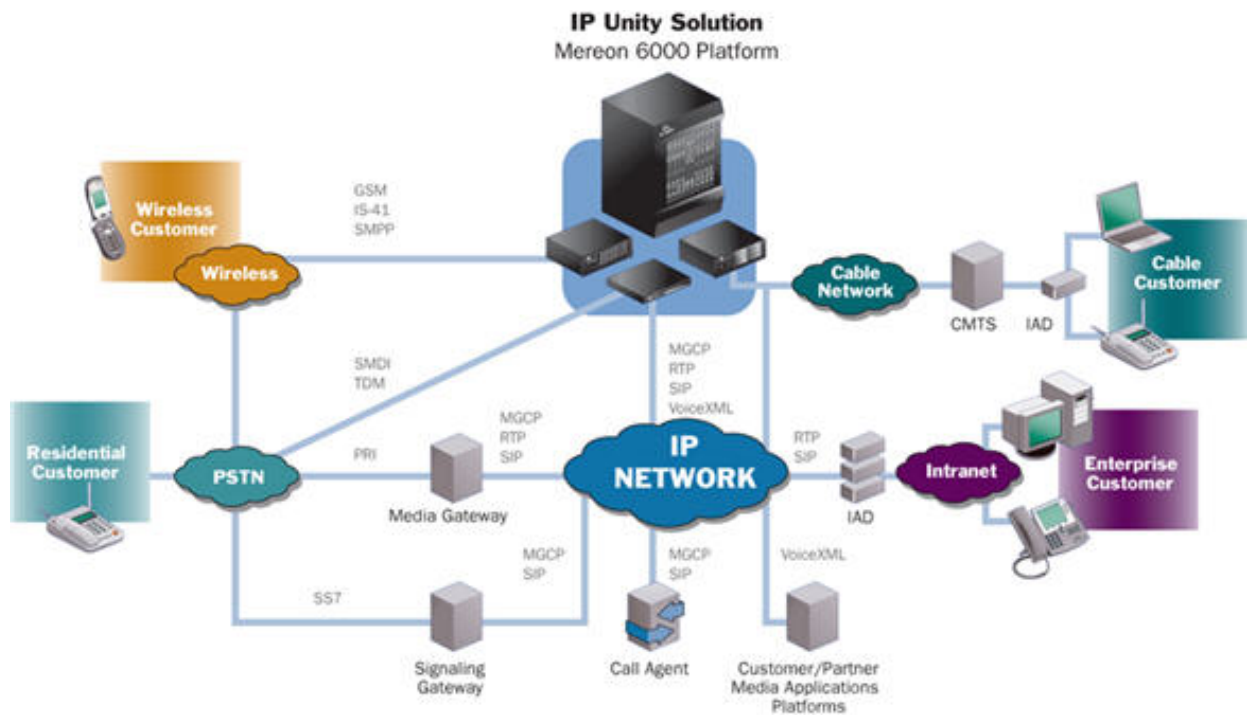 IP Unity Solution
Mereon 6000 Platform
Wireless
Customer
Wireless
GSM
IS-41
SMPP
Cable
Network
CMTS
IAD
Cable
Customer
SMDI
TDM
MGCP
RTP
SIP
VoiceXML
Residential
Customer
PSTN
PRI
MGCP
RTP
SIP
Media Gateway
IP
NETWORK
RTP
SIP
IAD
Intranet
Enterprise
Customer
SS7
MGCP
SIP
Signaling
Gateway
MGCP
SIP
Call Agent
VoiceXML
Customer/Partner
Media Applications
Platforms